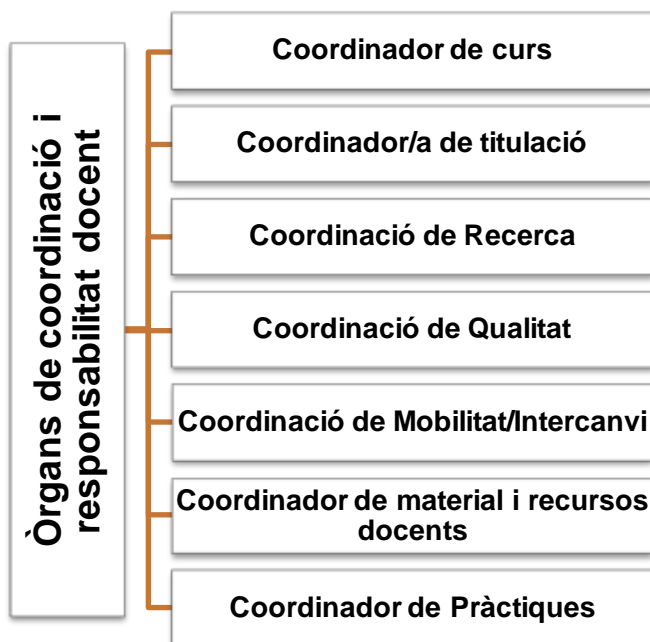 Òrgans de coordinació i
responsabilitat docent
Coordinador de curs
Coordinador/a de titulació
Coordinació de Recerca
Coordinació de Qualitat
Coordinació de Mobilitat/Intercanvi
Coordinador de material i recursos
docents
Coordinador de Pràctiques